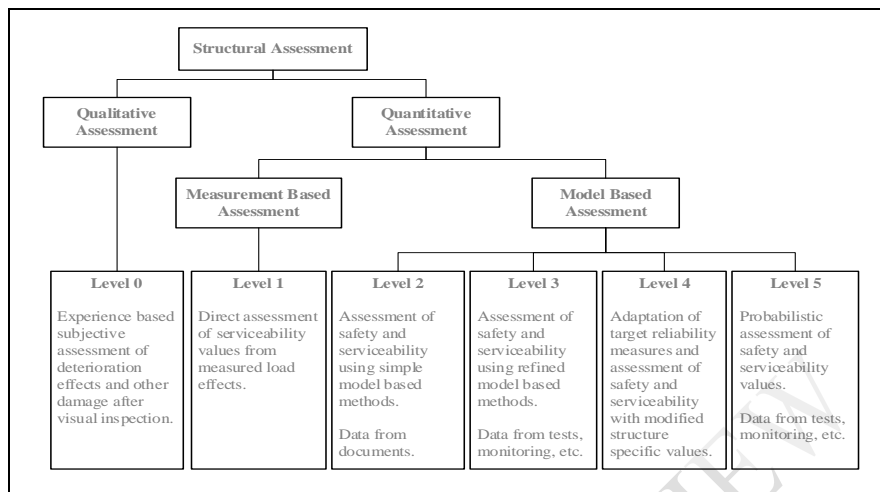 Structural Assessment
Qualitative
Assessment
Quantitative
Assessment
Measurement Based
Assessment
Model Based
Assessment
Level 0
Experience based
subjective
assessment of
deterioration
effects and other
damage after
visual inspection.
Level 1
Direct assessment
of serviceability
values from
measured load
effects.
Level 2
Assessment of
safety and
serviceability
using simple
model based
methods.
Data from
documents.
Level 3
Assessment of
safety and
serviceability
using refined
model based
methods.
Data from tests,
monitoring, etc.
Level 4
Adaptation of
target reliability
measures and
assessment of
safety and
serviceability
with modified
structure
specific values.
Level 5
Probabilistic
assessment of
safety and
serviceability
values.
Data from tests,
monitoring, etc.